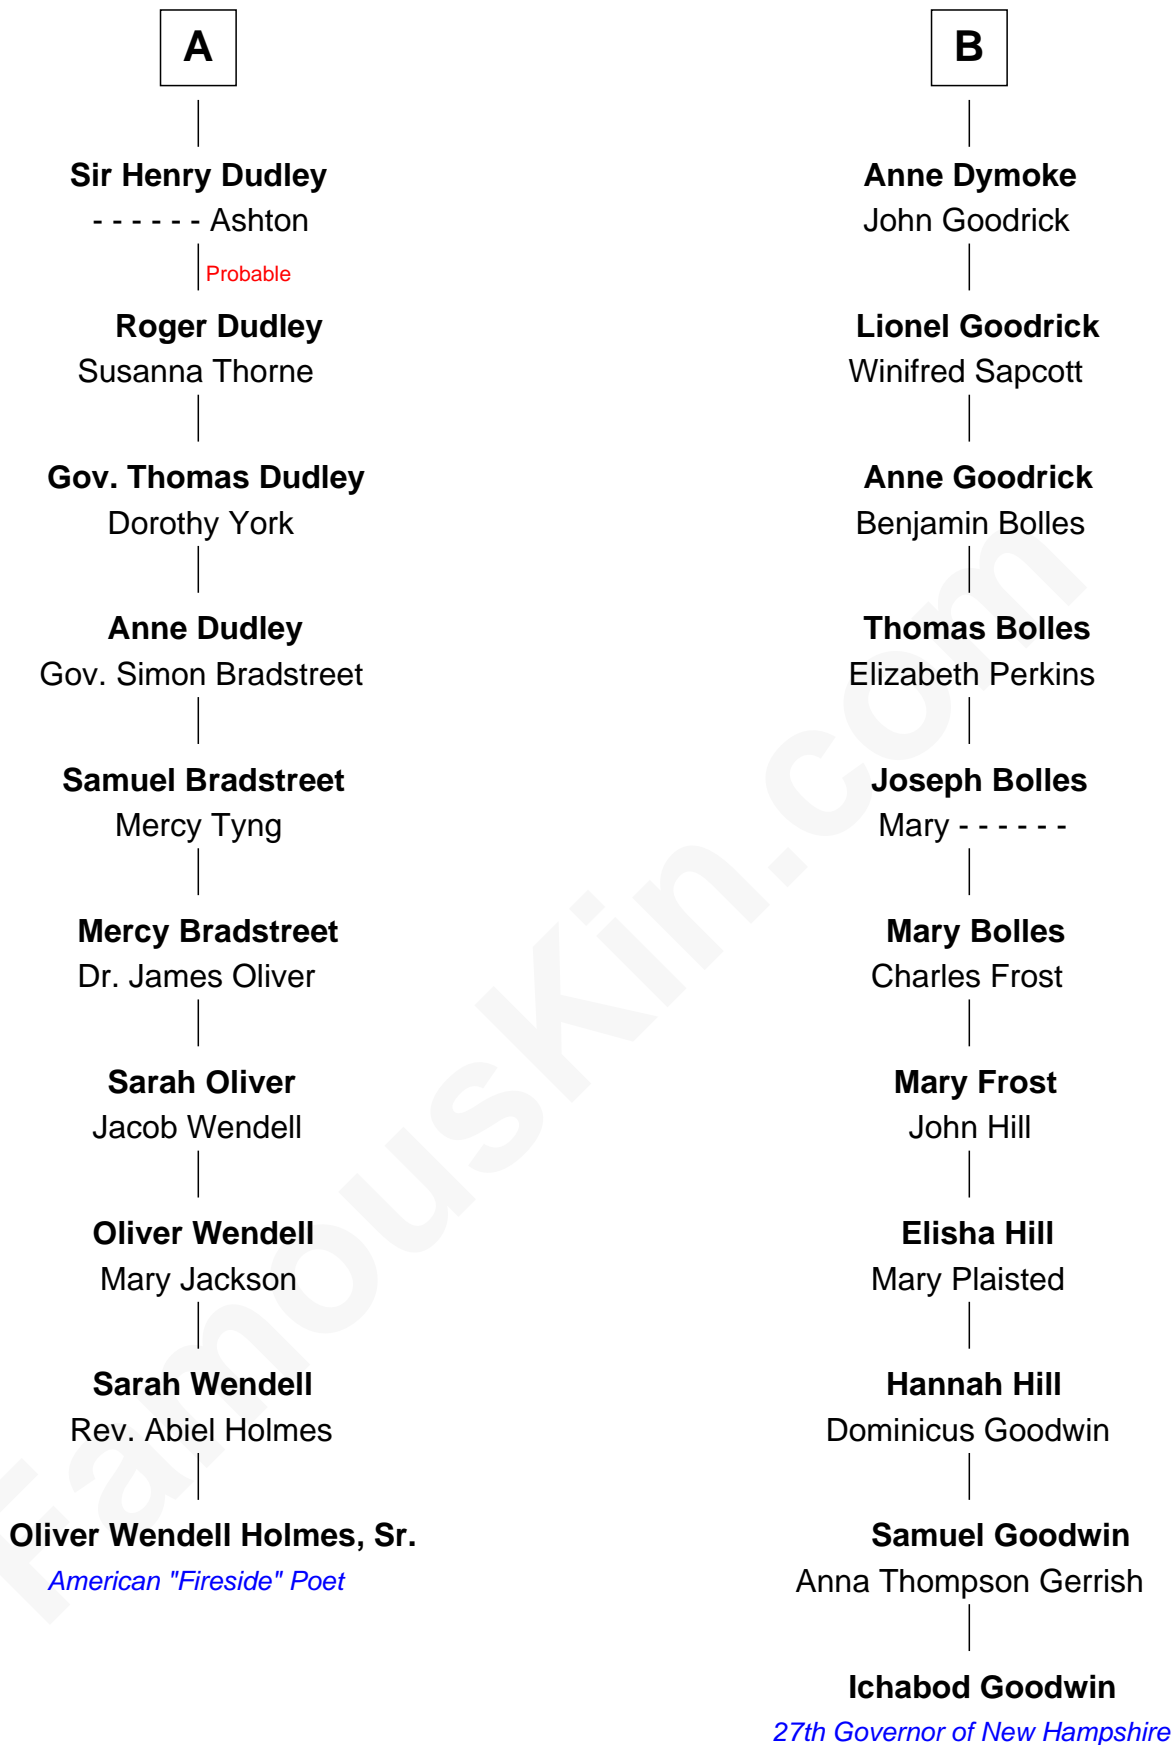 A
Sir Henry Dudley
- - - - - - Ashton
Probable
Roger Dudley
Susanna Thorne
Gov. Thomas Dudley
Dorothy York
Anne Dudley
Gov. Simon Bradstreet
Samuel Bradstreet
Mercy Tyng
Mercy Bradstreet
Dr. James Oliver
Sarah Oliver
Jacob Wendell
Oliver Wendell
Mary Jackson
Sarah Wendell
Rev. Abiel Holmes
Oliver Wendell Holmes, Sr.
American "Fireside" Poet
B
Anne Dymoke
John Goodrick
Lionel Goodrick
Winifred Sapcott
Anne Goodrick
Benjamin Bolles
Thomas Bolles
Elizabeth Perkins
Joseph Bolles
Mary - - - - - -
Mary Bolles
Charles Frost
Mary Frost
John Hill
Elisha Hill
Mary Plaisted
Hannah Hill
Dominicus Goodwin
Samuel Goodwin
Anna Thompson Gerrish
Ichabod Goodwin
27th Governor of New Hampshire
FamousKin.com